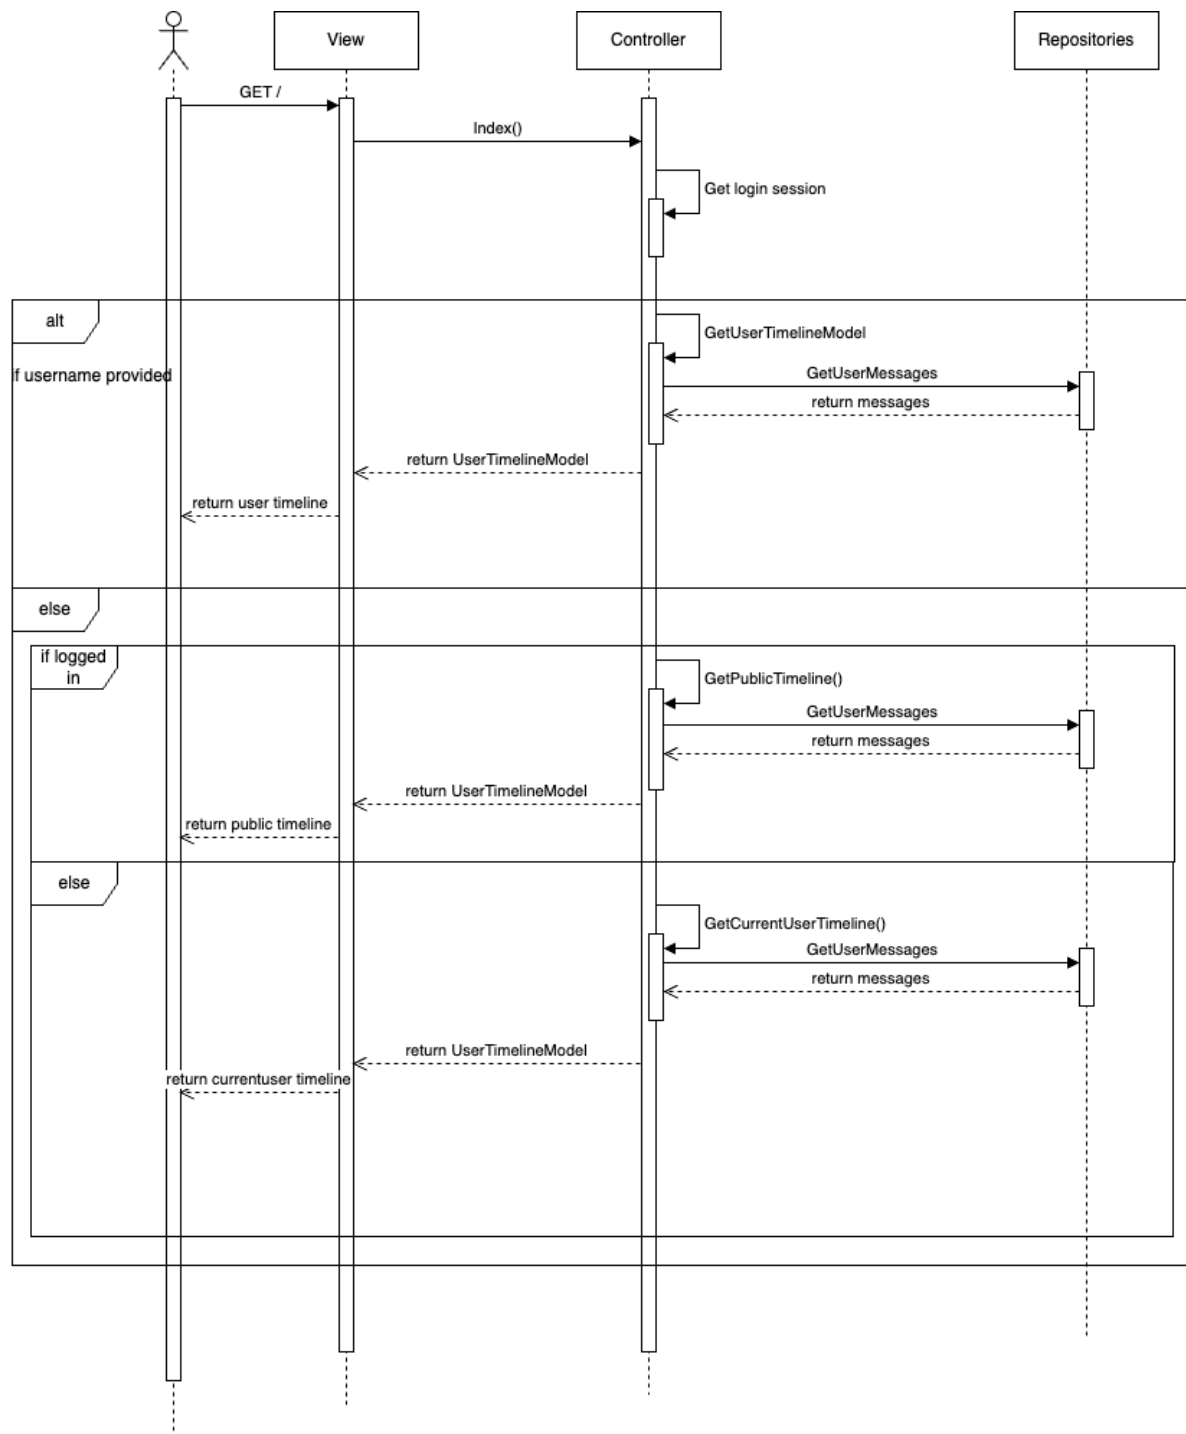 View
Controller
Repositories
GET /
Index()
Get login session
alt
GetUserTimelineModel
if username provided
GetUserMessages
return messages
return UserTimelineModel
return user timeline
else
if logged
in
GetPublicTimeline()
GetUserMessages
return messages
return UserTimelineModel
return public timeline
else
GetCurrentUserTimeline()
GetUserMessages
return messages
return UserTimelineModel
return currentuser timeline